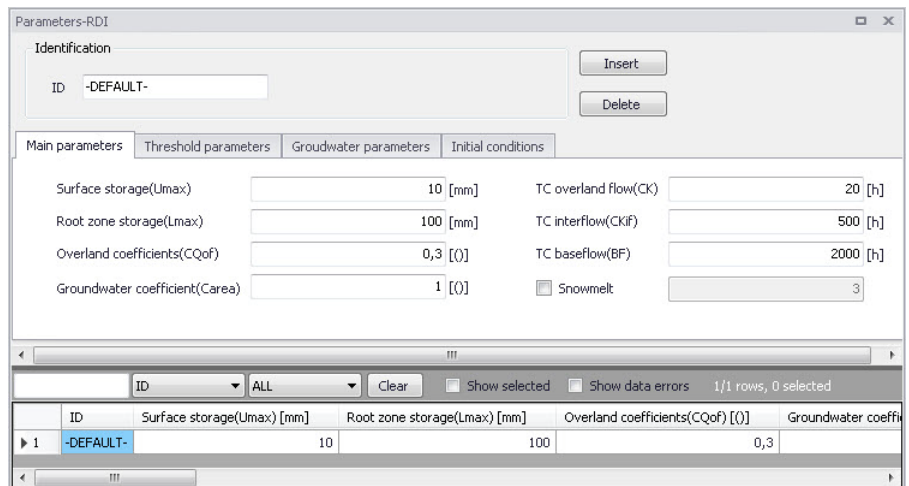 Parameters-RDI
Identification
ID -DEFAULT-
Insert
Delete
Main parameters Threshold parameters Groudwater parameters Initial conditions
Surface storage(Umax) 10 [mm] TC overland flow(CK) 20 [h]
Root zone storage(Lmax) 100 [mm] TC interflow(CKif) 500 [h]
Overland coefficients(CQof) 0,3 [()] TC baseflow(BF) 2000 [h]
Groundwater coefficient(Carea) 1 [()] Snowmelt 3
ID ALL Clear Show selected Show data errors 1/1 rows, 0 selected
ID Surface storage(Umax) [mm] Root zone storage(Lmax) [mm] Overland coefficients(CQof) [()] Groundwater coeffi
1 -DEFAULT- 10 100 0,3